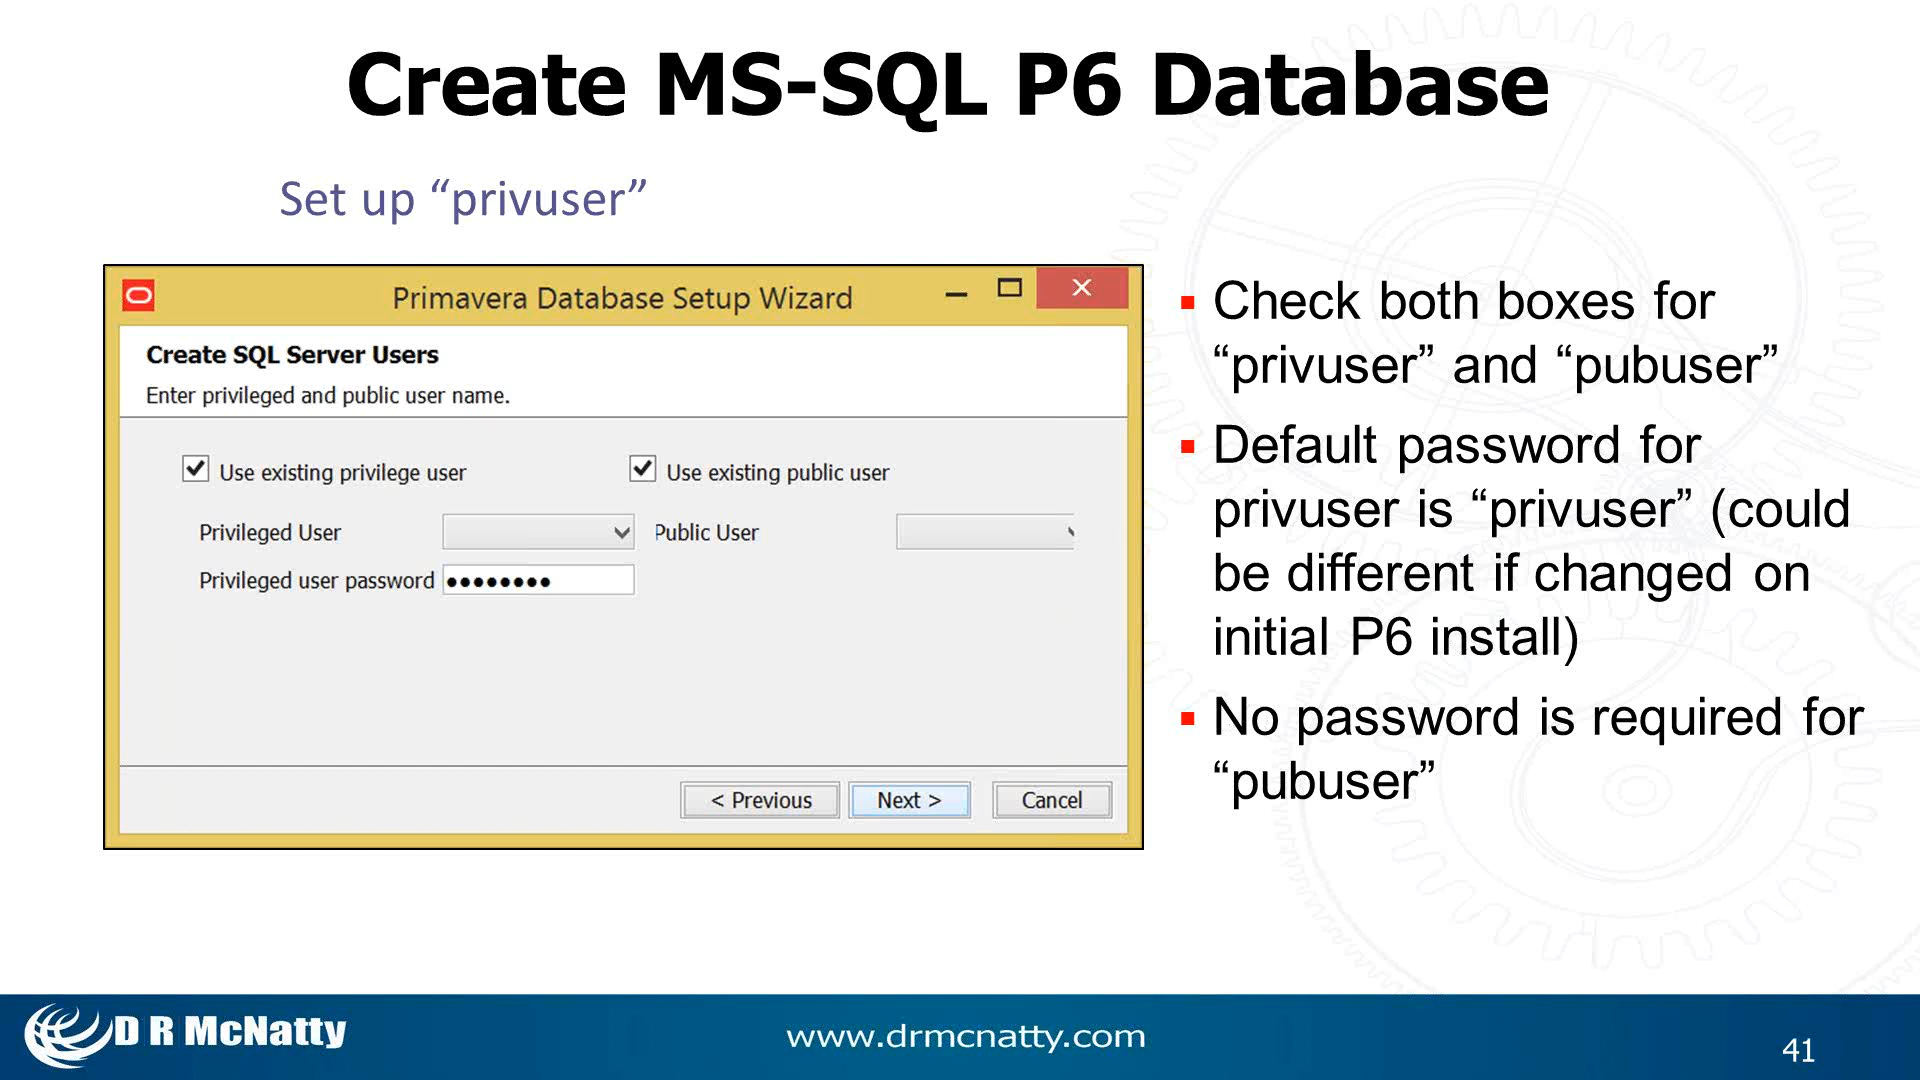 Create MS-SQL P6 Database
Set up “privuser”
Primavera Database Setup Wizard
Create SQL Server Users
Enter privileged and public user name.
Use existing privilege user
Use existing public user
Privileged User
Public User
Privileged user password
< Previous
Next >
Cancel
Check both boxes for
“privuser” and “pubuser”
Default password for
privuser is “privuser” (could
be different if changed on
initial P6 install)
No password is required for
“pubuser”
D R McNatty
www.drmcnatty.com
41